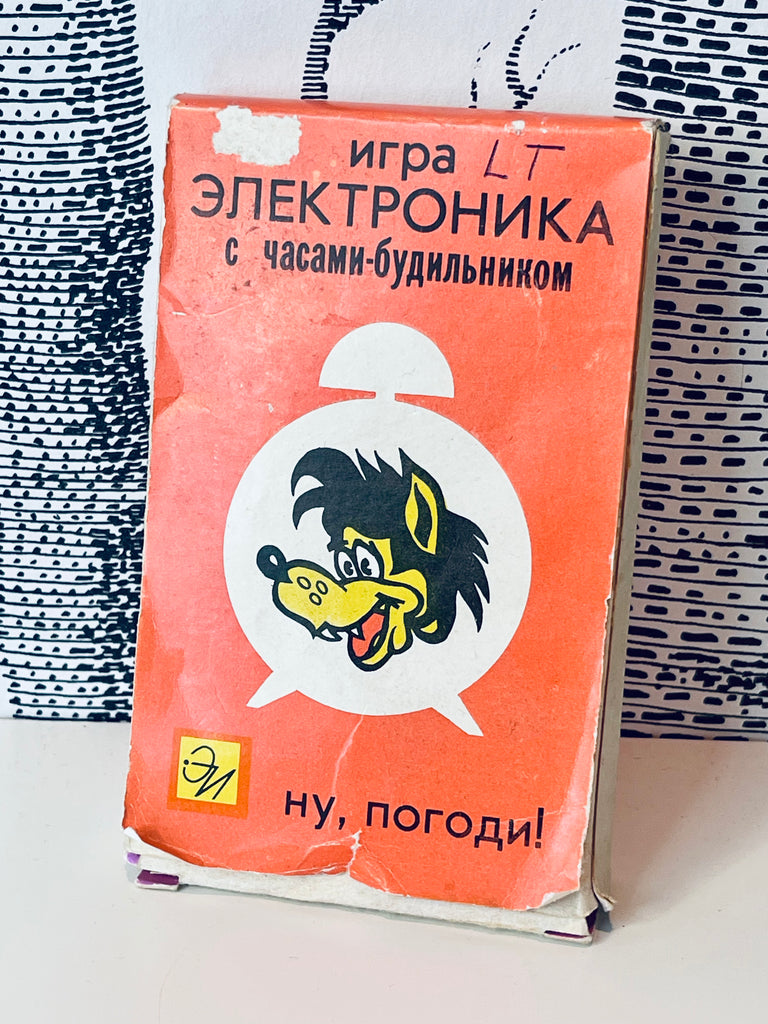 игра LT
ЭЛЕКТРОНИКА
с часами-будильником
ЭИ
ну, погоди!